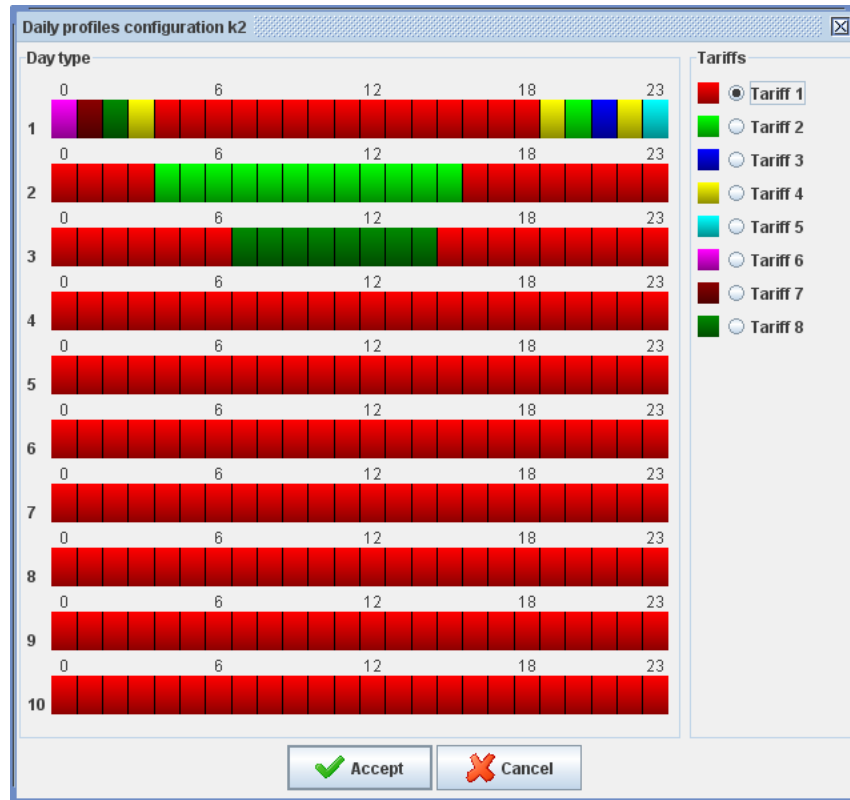 Daily profiles configuration k2
Day type
0 6 12 18 23
1
0 6 12 18 23
2
0 6 12 18 23
3
0 6 12 18 23
4
0 6 12 18 23
5
0 6 12 18 23
6
0 6 12 18 23
7
0 6 12 18 23
8
0 6 12 18 23
9
0 6 12 18 23
10
Tariffs
Tariff 1
Tariff 2
Tariff 3
Tariff 4
Tariff 5
Tariff 6
Tariff 7
Tariff 8
Accept Cancel